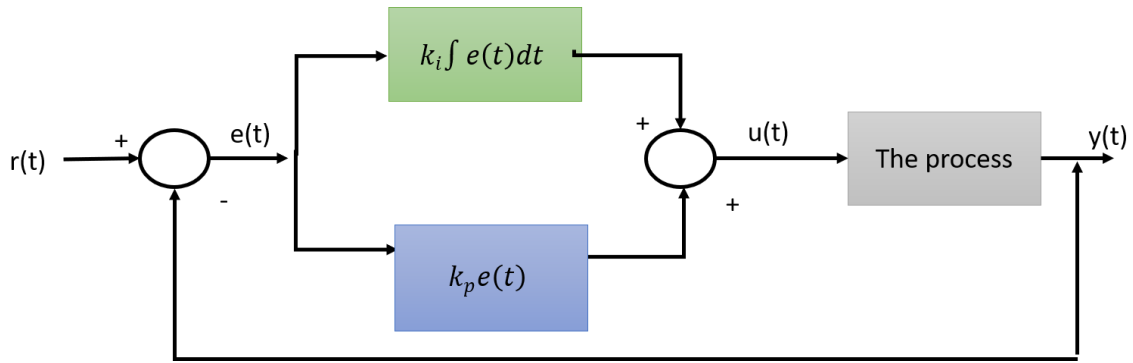 k_i∫ e(t)dt
r(t)
+
-
e(t)
+
+
u(t)
The process
y(t)
k_p e(t)